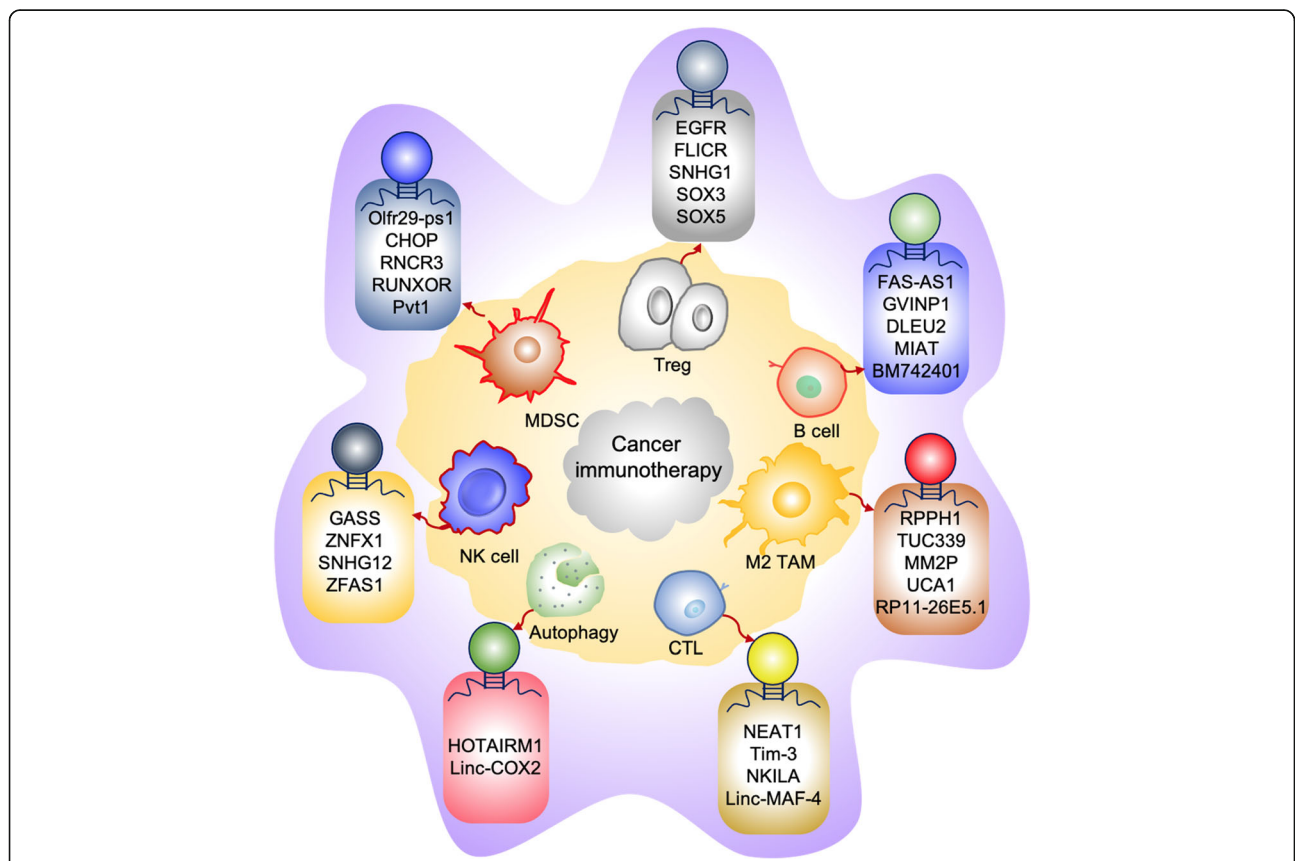 EGFR
FLICR
SNHG1
SOX3
SOX5
Treg
Olfr29-ps1
CHOP
RNCR3
RUNXOR
Pvt1
MDSC
FAS-AS1
GVINP1
DLEU2
MIAT
BM742401
B cell
Cancer
immunotherapy
GASS
ZNFX1
SNHG12
ZFAS1
NK cell
RPPH1
TUC339
MM2P
UCA1
RP11-26E5.1
M2 TAM
Autophagy
HOTAIRM1
Linc-COX2
CTL
NEAT1
Tim-3
NKILA
Linc-MAF-4